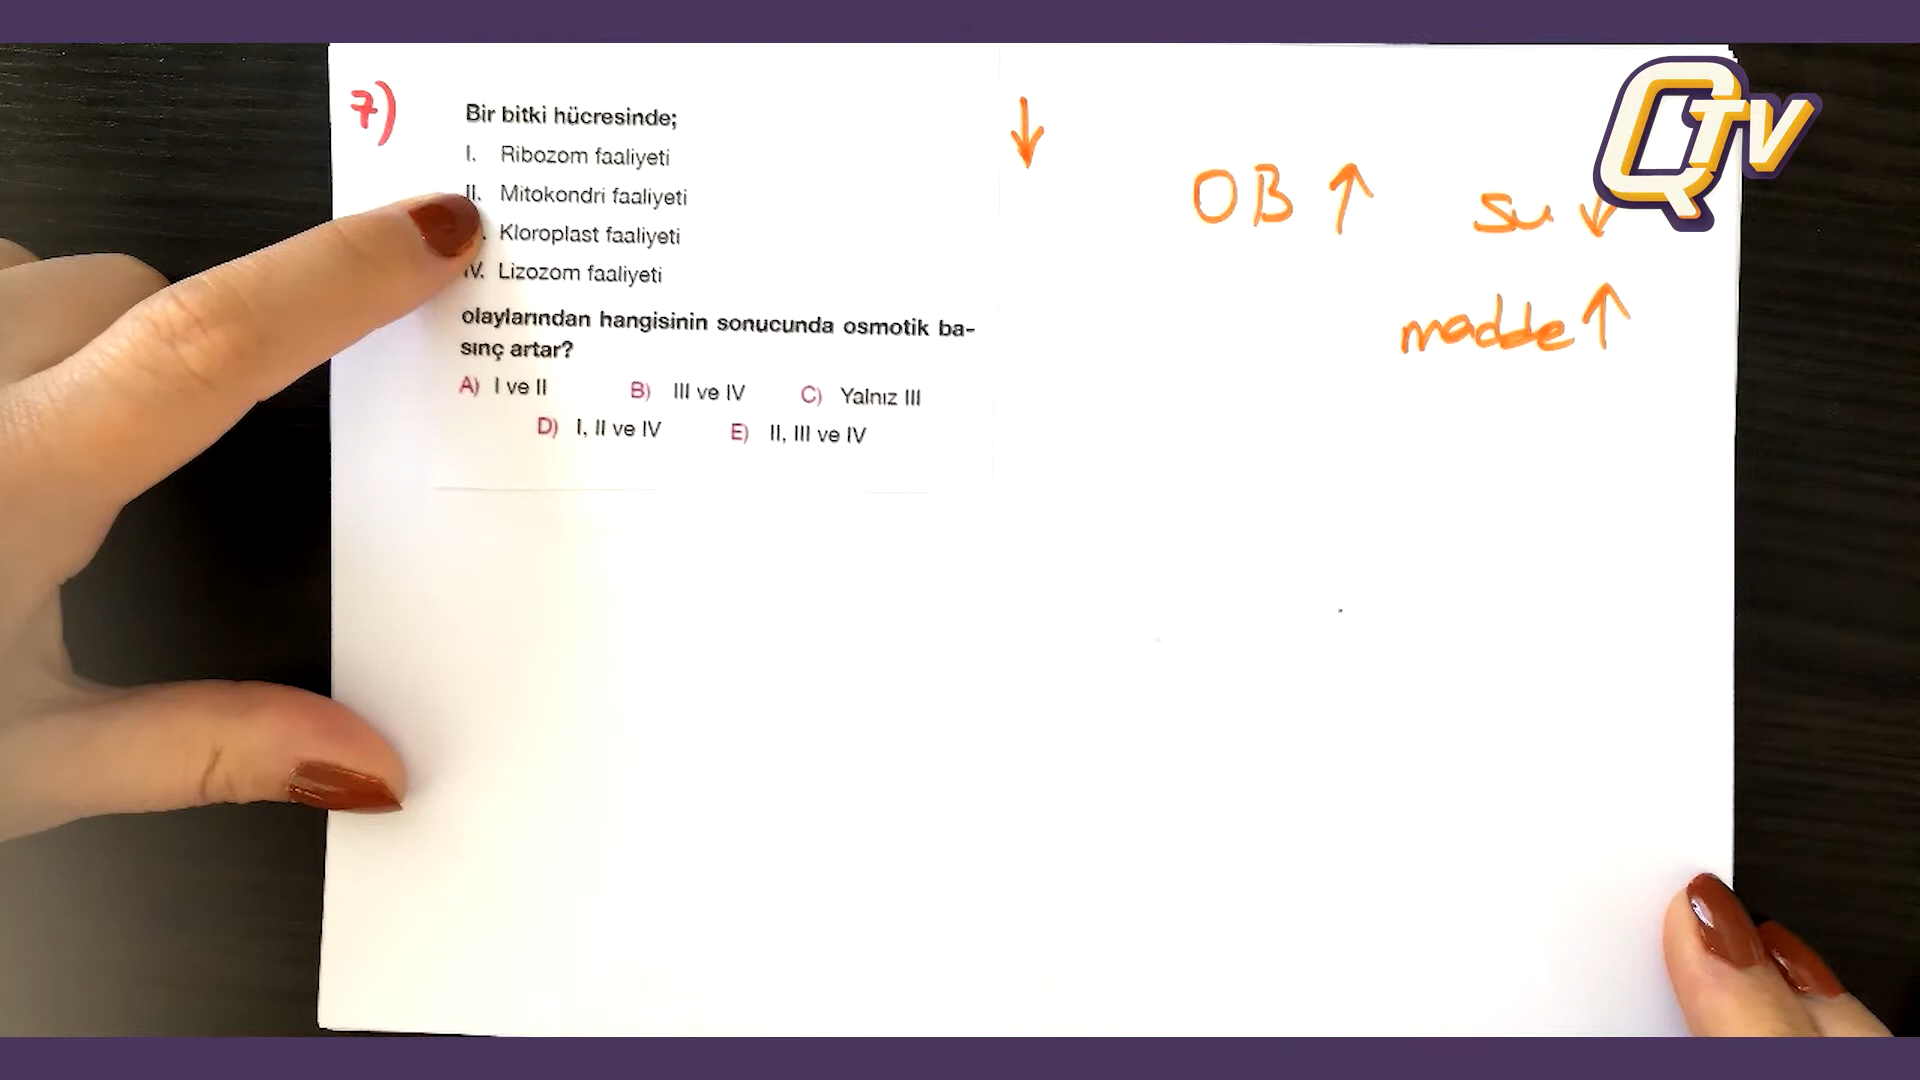 7)
Bir bitki hücresinde;
I. Ribozom faaliyeti
II. Mitokondri faaliyeti
. Kloroplast faaliyeti
IV. Lizozom faaliyeti
olaylarından hangisinin sonucunda osmotik ba-
sınç artar?
A) I ve II B) III ve IV C) Yalnız III
D) I, II ve IV E) II, III ve IV
↓
OB ↑ su ↓
madde ↑
QTV